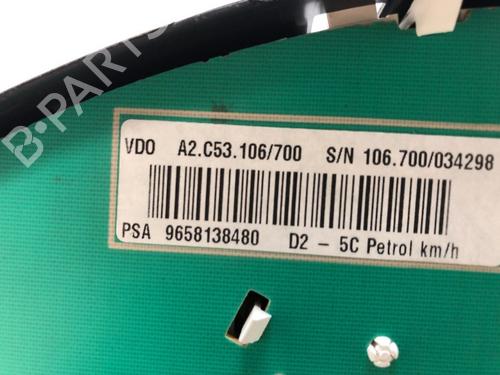 B-PARTS
VDO A2.C53.106/700 S/N 106.700/034298
PSA 9658138480 D2 - 5C Petrol km/h